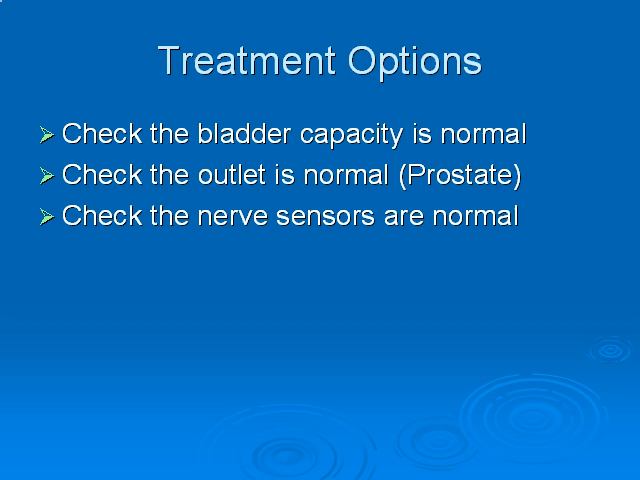 Treatment Options
Check the bladder capacity is normal
Check the outlet is normal (Prostate)
Check the nerve sensors are normal